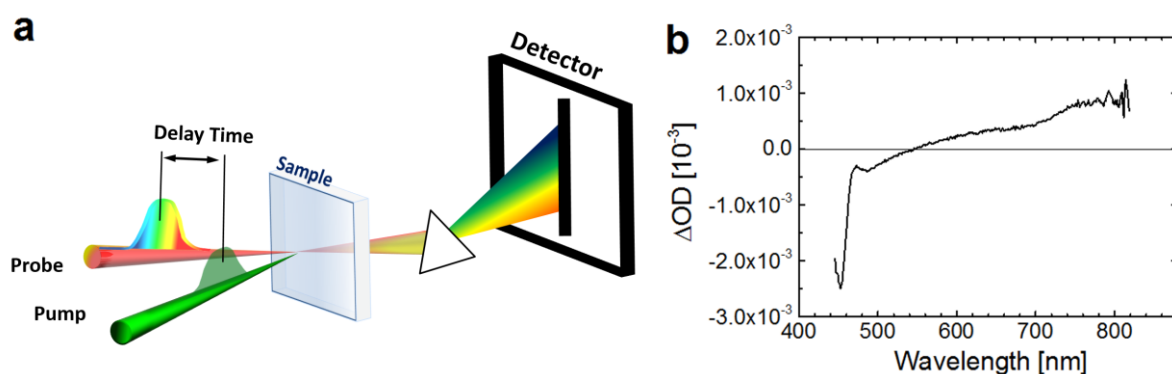 a
Delay Time
Probe
Pump
Sample
Detector
b
2.0x10-3
1.0x10-3
0.0
-1.0x10-3
-2.0x10-3
-3.0x10-3
ΔOD [10-3]
400 500 600 700 800
Wavelength [nm]